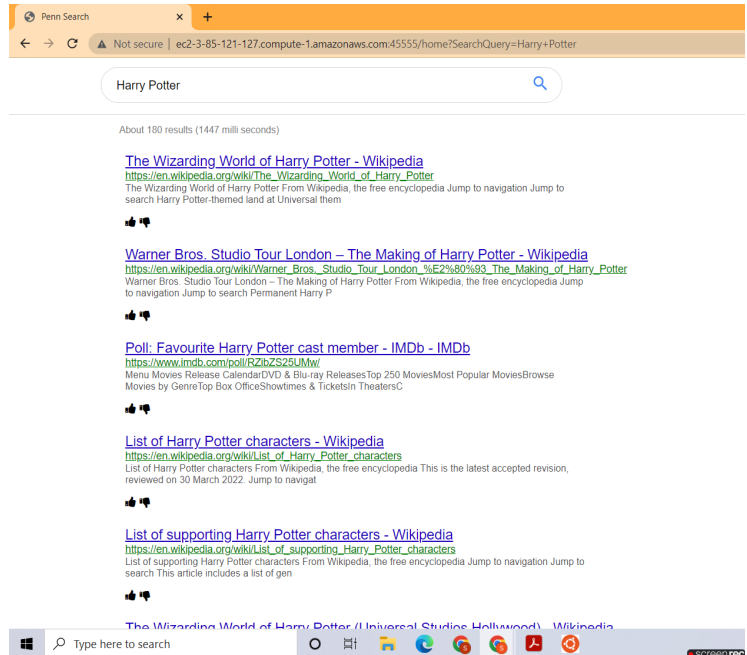 Penn Search
Not secure | ec2-3-85-121-127.compute-1.amazonaws.com:45555/home?SearchQuery=Harry+Potter
Harry Potter
About 180 results (1447 milli seconds)
The Wizarding World of Harry Potter - Wikipedia
https://en.wikipedia.org/wiki/The_Wizarding_World_of_Harry_Potter
The Wizarding World of Harry Potter From Wikipedia, the free encyclopedia Jump to navigation Jump to
search Harry Potter-themed land at Universal them
Warner Bros. Studio Tour London – The Making of Harry Potter - Wikipedia
https://en.wikipedia.org/wiki/Warner_Bros._Studio_Tour_London_%E2%80%93_The_Making_of_Harry_Potter
Warner Bros. Studio Tour London – The Making of Harry Potter From Wikipedia, the free encyclopedia Jump
to navigation Jump to search Permanent Harry P
Poll: Favourite Harry Potter cast member - IMDb - IMDb
https://www.imdb.com/poll/RZibZS25UMw/
Menu Movies Release CalendarDVD & Blu-ray ReleasesTop 250 MoviesMost Popular MoviesBrowse
Movies by GenreTop Box OfficeShowtimes & TicketsIn TheatersC
List of Harry Potter characters - Wikipedia
https://en.wikipedia.org/wiki/List_of_Harry_Potter_characters
List of Harry Potter characters From Wikipedia, the free encyclopedia This is the latest accepted revision,
reviewed on 30 March 2022. Jump to navigat
List of supporting Harry Potter characters - Wikipedia
https://en.wikipedia.org/wiki/List_of_supporting_Harry_Potter_characters
List of supporting Harry Potter characters From Wikipedia, the free encyclopedia Jump to navigation Jump to
search This article includes a list of gen
The Wizarding World of Harry Potter (Universal Studios Hollywood) - Wikipedia
Type here to search